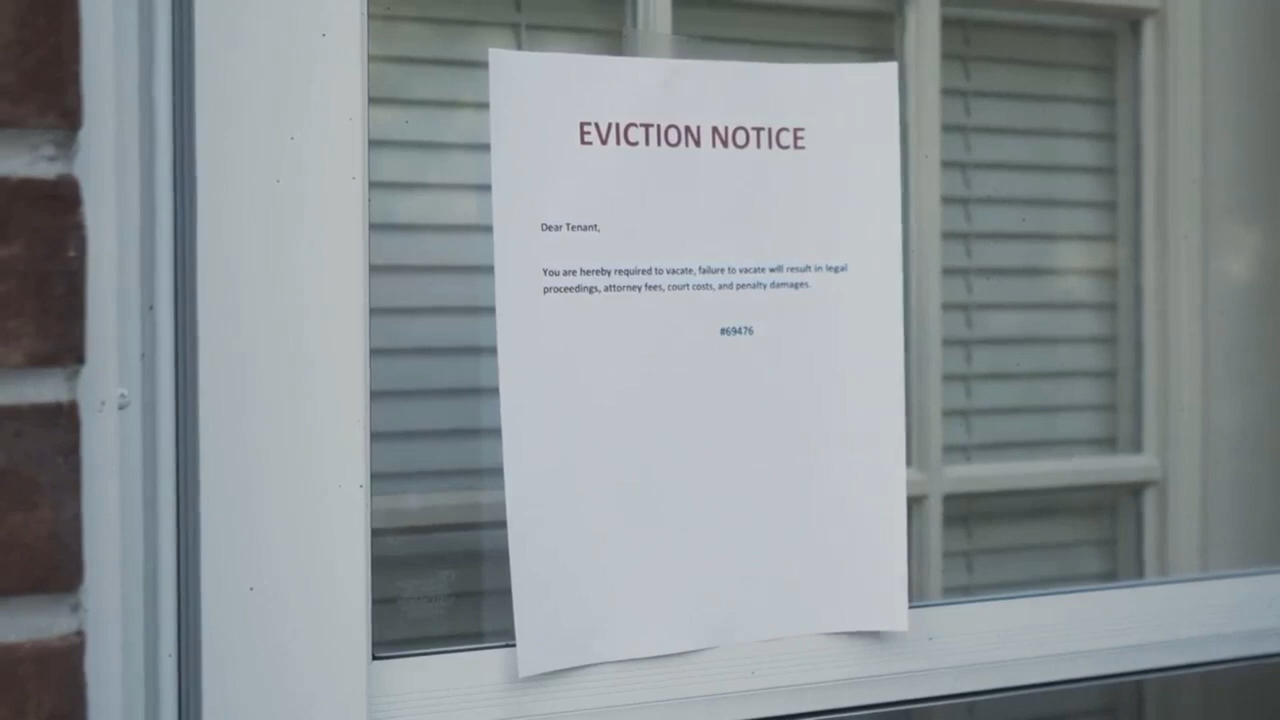 EVICTION NOTICE
Dear Tenant,
You are hereby required to vacate, failure to vacate will result in legal
proceedings, attorney fees, court costs, and penalty damages.
#69476